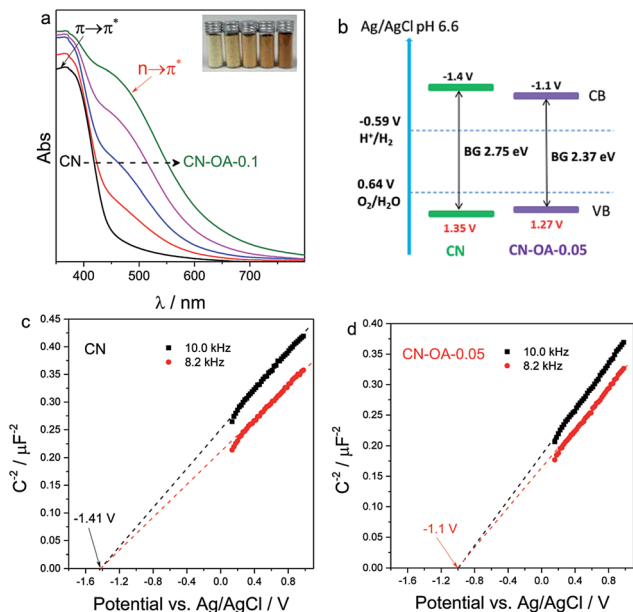 a
π→π*
n→π*
CN
CN-OA-0.1
Abs
400 500 600 700
λ / nm
b
Ag/AgCl pH 6.6
-1.4 V
-1.1 V
CB
-0.59 V
H⁺/H₂
BG 2.75 eV
BG 2.37 eV
0.64 V
O₂/H₂O
VB
1.35 V
1.27 V
CN
CN-OA-0.05
c
CN
10.0 kHz
8.2 kHz
0.45
0.40
0.35
0.30
0.25
0.20
0.15
0.10
0.05
0.00
C⁻² / μF⁻²
-1.41 V
-1.6 -1.2 -0.8 -0.4 0.0 0.4 0.8
Potential vs. Ag/AgCl / V
d
CN-OA-0.05
10.0 kHz
8.2 kHz
0.40
0.35
0.30
0.25
0.20
0.15
0.10
0.05
0.00
C⁻² / μF⁻²
-1.1 V
-2.0 -1.6 -1.2 -0.8 -0.4 0.0 0.4 0.8
Potential vs. Ag/AgCl / V